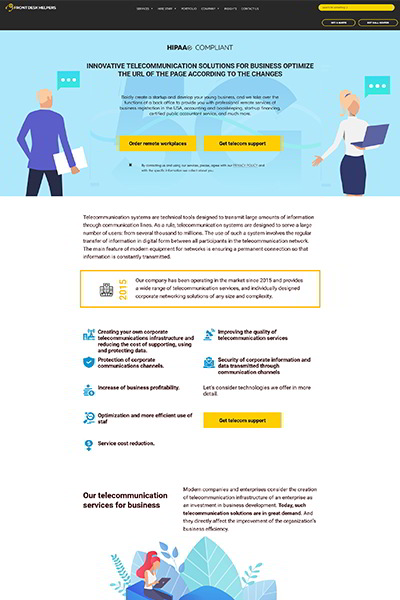 FRONT DESK HELPERS
SERVICES
HIRE STAFF
PORTFOLIO
COMPANY
INSIGHTS
CONTACT US
GET A QUOTE
HIPAA COMPLIANT
INNOVATIVE TELECOMMUNICATION SOLUTIONS FOR BUSINESS OPTIMIZE
THE URL OF THE PAGE ACCORDING TO THE CHANGES
Boldly create a startup and develop your young business, and we take over the
functions of a back office to provide you with professional remote services of
business registration in the USA, accounting and bookkeeping, startup financing,
certified public accountant service, and much more.
Order remote workplaces
Get telecom support
By contacting us and using our services, please, agree with our PRIVACY POLICY and
with the specific information we collect about you.
Telecommunication systems are technical tools designed to transmit large amounts of information
through communication lines. As a rule, telecommunication systems are designed to serve a large
number of users: from several thousand to millions. The use of such a system involves the regular
transfer of information in digital form between all participants in the telecommunication network.
The main feature of modern equipment for networks is ensuring a permanent connection so that
information is constantly transmitted.
2015
Our company has been operating in the market since 2015 and provides
a wide range of telecommunication services, and individually designed
corporate networking solutions of any size and complexity.
Creating your own corporate
telecommunications infrastructure and
reducing the cost of supporting, using
and protecting data.
Improving the quality of
telecommunication services
Protection of corporate
communications channels.
Security of corporate information and
data transmitted through
communication channels
Increase of business profitability.
Let's consider technologies we offer in more
detail.
Optimization and more efficient use of
staf
Get telecom support
Service cost reduction.
Our telecommunication
services for business
Modern companies and enterprises consider the creation
of telecommunication infrastructure of an enterprise as
an investment in business development. Today, such
telecommunication solutions are in great demand. And
they directly affect the improvement of the organization's
business efficiency.